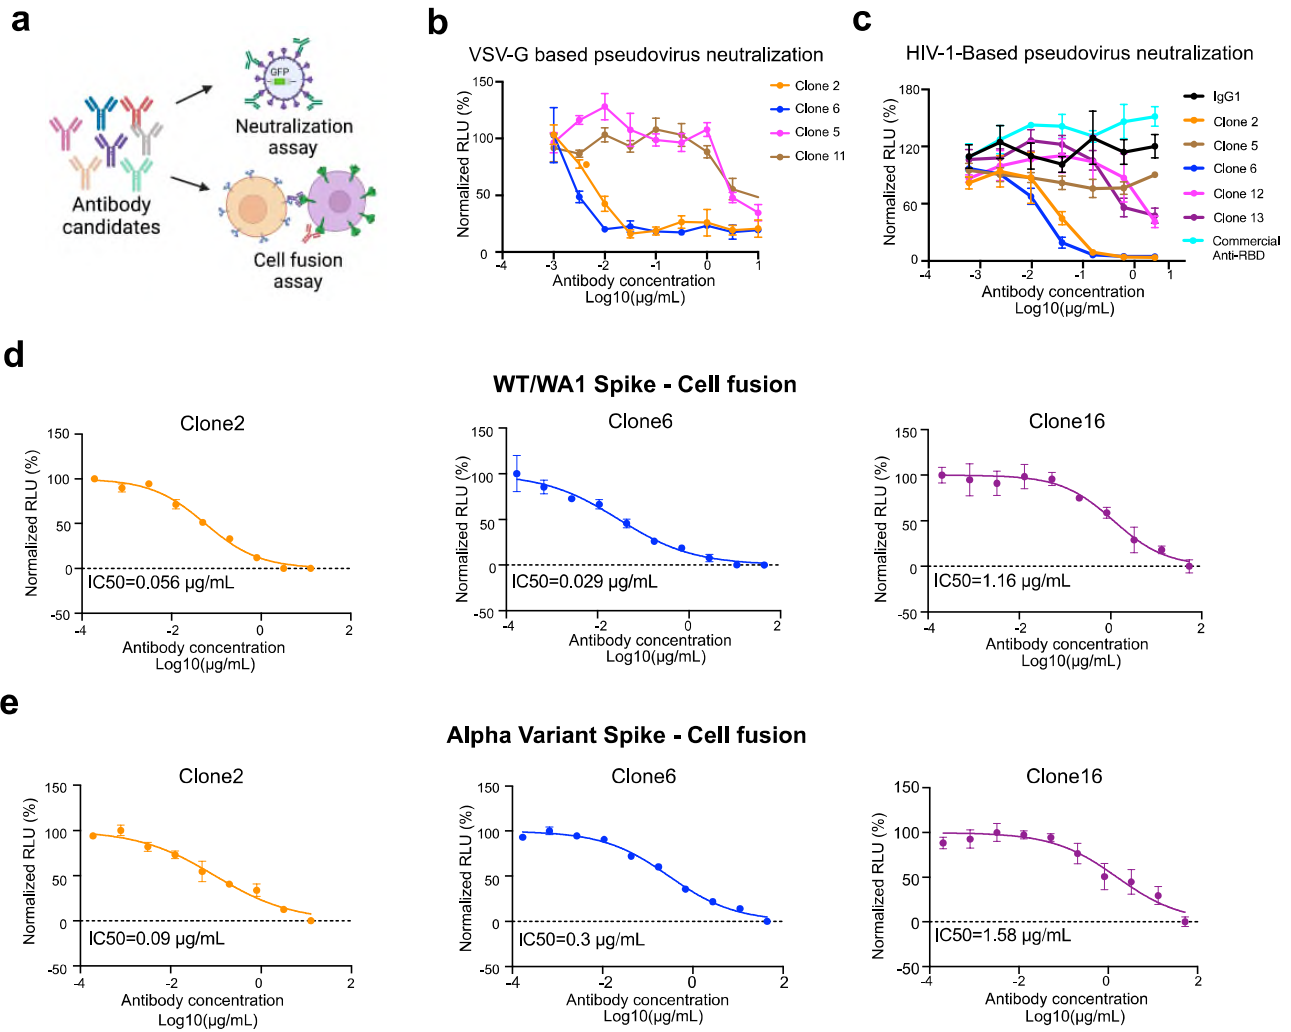 a
GFP
Neutralization
assay
Antibody
candidates
Cell fusion
assay
b
VSV-G based pseudovirus neutralization
Normalized RLU (%)
150
100
50
0
-4
-3
-2
-1
0
1
Antibody concentration
Log10(µg/mL)
Clone 2
Clone 6
Clone 5
Clone 11
c
HIV-1-Based pseudovirus neutralization
Normalized RLU (%)
180
120
60
0
-4
-3
-2
-1
0
1
Antibody concentration
Log10(µg/mL)
IgG1
Clone 2
Clone 5
Clone 6
Clone 12
Clone 13
Commercial
Anti-RBD
d
WT/WA1 Spike - Cell fusion
Clone2
Normalized RLU (%)
150
100
50
0
-50
IC50=0.056 µg/mL
-4
-2
0
2
Antibody concentration
Log10(µg/mL)
Clone6
Normalized RLU (%)
150
100
50
0
-50
IC50=0.029 µg/mL
-4
-2
0
2
Antibody concentration
Log10(µg/mL)
Clone16
Normalized RLU (%)
150
100
50
0
-50
IC50=1.16 µg/mL
-4
-2
0
2
Antibody concentration
Log10(µg/mL)
e
Alpha Variant Spike - Cell fusion
Clone2
Normalized RLU (%)
150
100
50
0
-50
IC50=0.09 µg/mL
-4
-2
0
2
Antibody concentration
Log10(µg/mL)
Clone6
Normalized RLU (%)
150
100
50
0
-50
IC50=0.3 µg/mL
-4
-2
0
2
Antibody concentration
Log10(µg/mL)
Clone16
Normalized RLU (%)
150
100
50
0
-50
IC50=1.58 µg/mL
-4
-2
0
2
Antibody concentration
Log10(µg/mL)